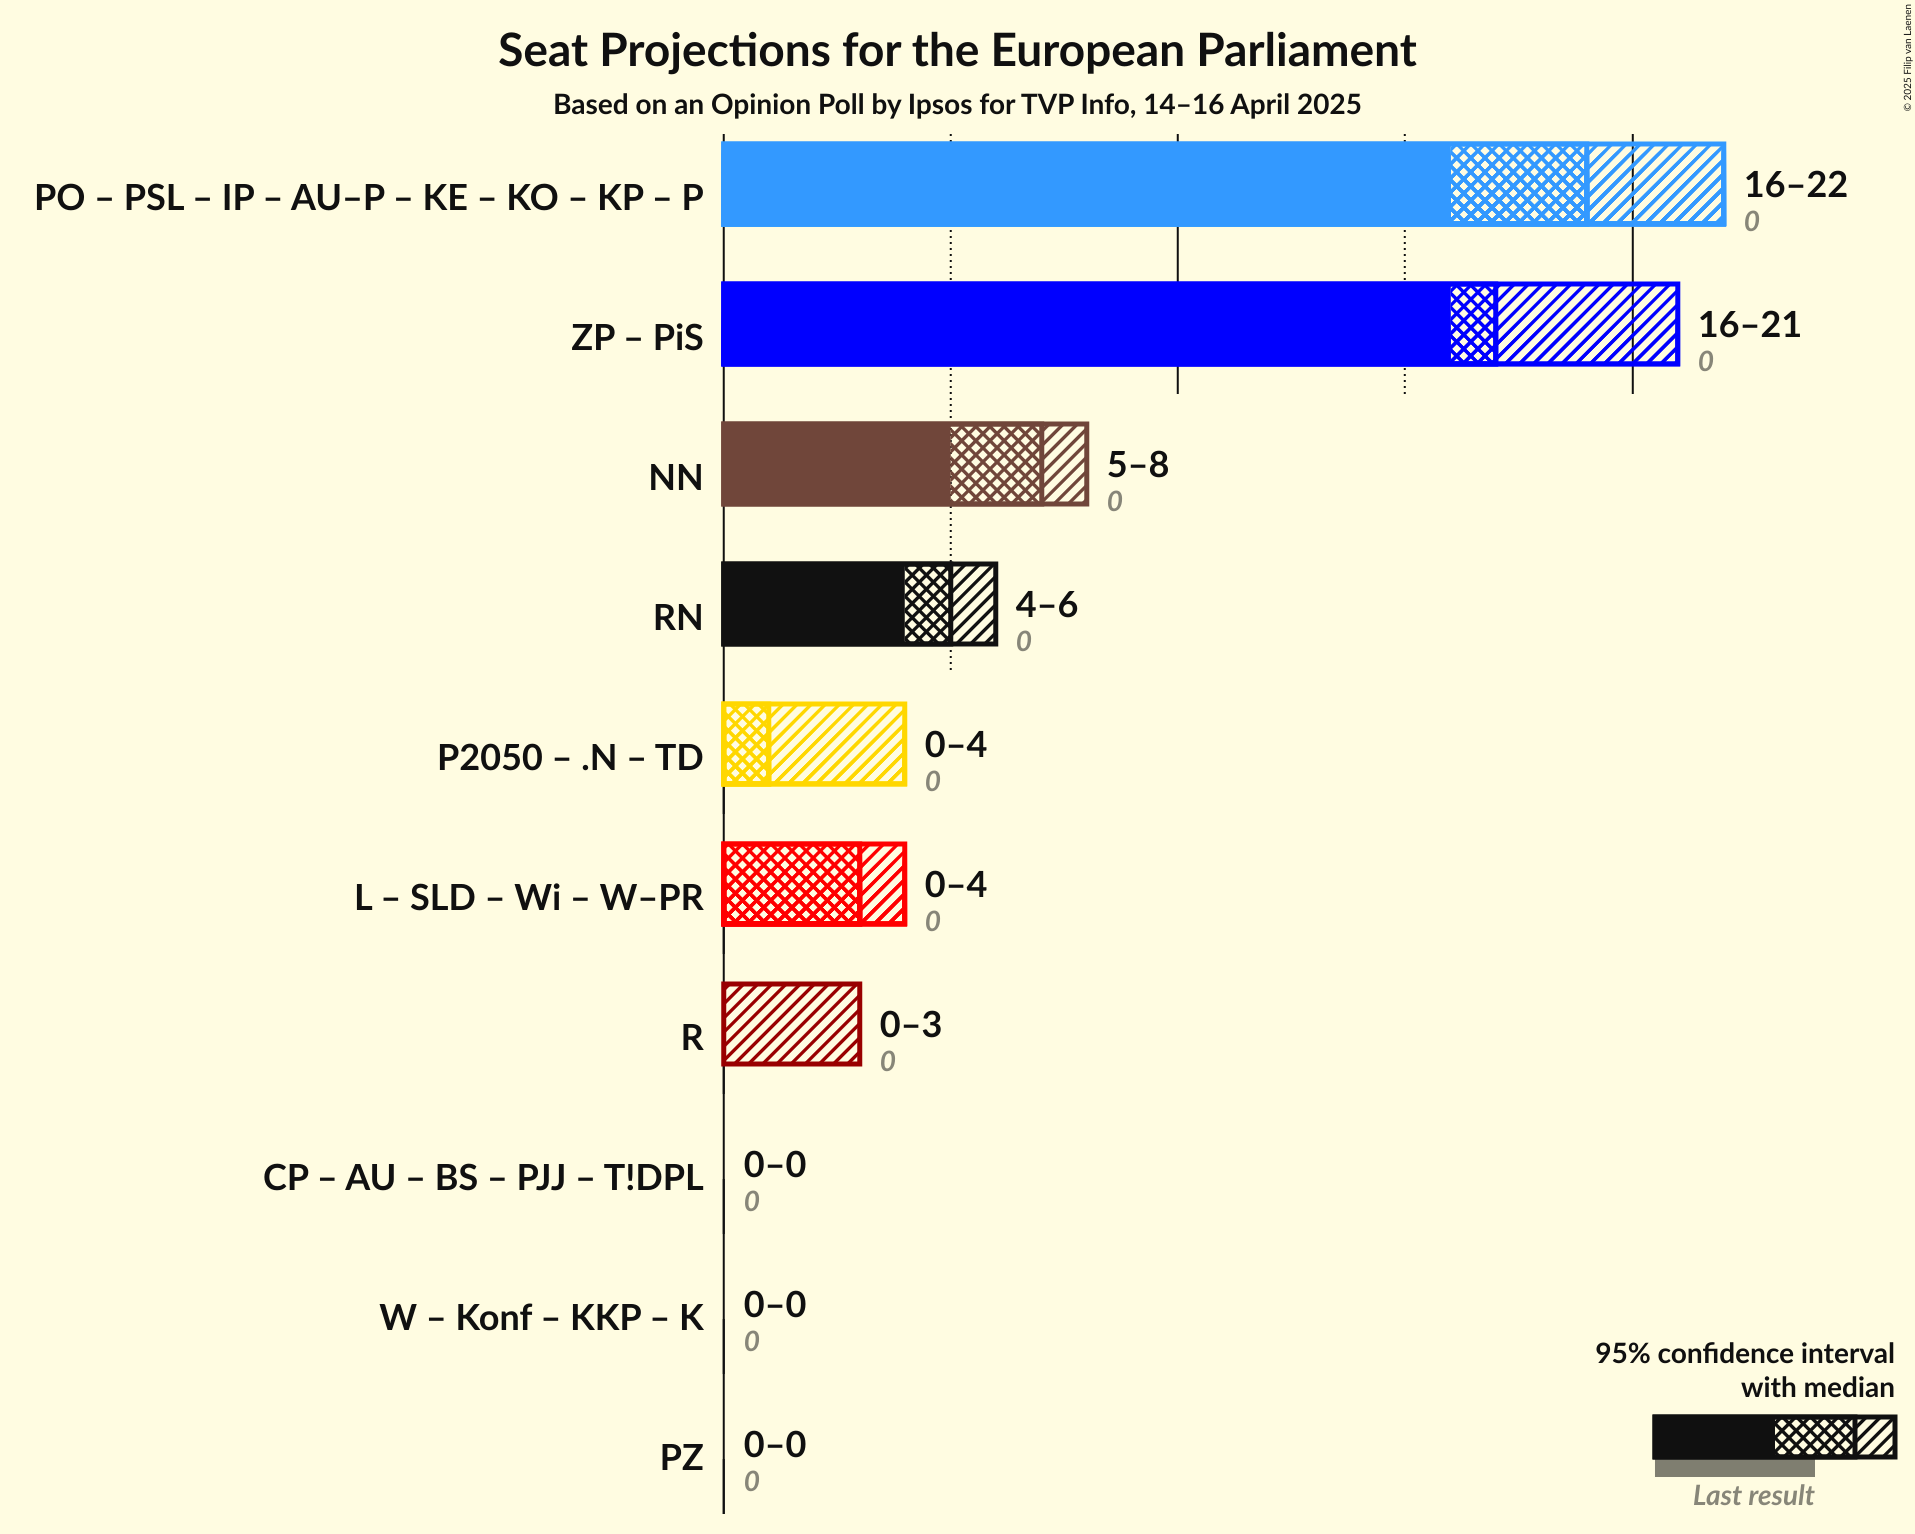 Seat Projections for the European Parliament
Based on an Opinion Poll by Ipsos for TVP Info, 14–16 April 2025
© 2025 Filip van Laenen
PO – PSL – IP – AU–P – KE – KO – KP – P
16–22
0
ZP – PiS
16–21
0
NN
5–8
0
RN
4–6
0
P2050 – .N – TD
0–4
0
L – SLD – Wi – W–PR
0–4
0
R
0–3
0
CP – AU – BS – PJJ – T!DPL
0–0
0
W – Konf – KKP – K
0–0
0
PZ
0–0
0
95% confidence interval
with median
Last result